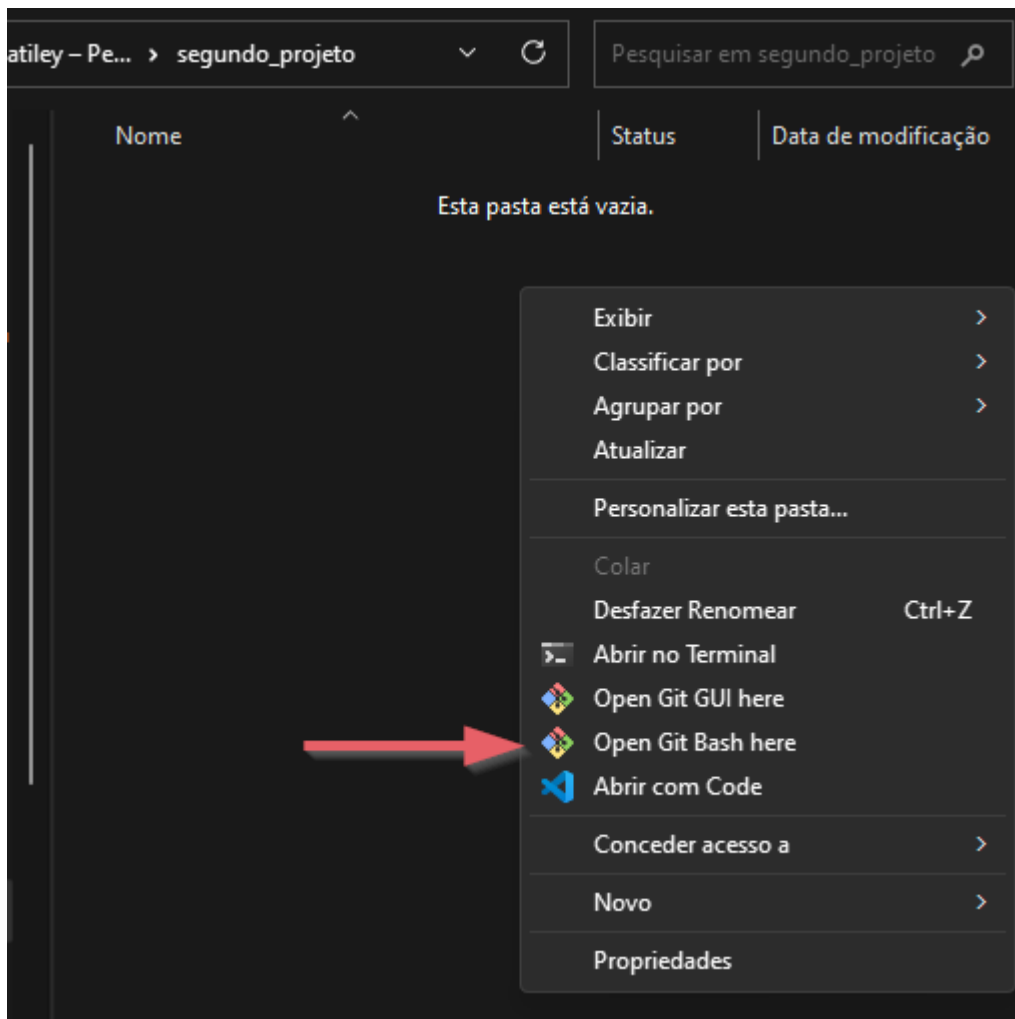 atiley – Pe... › segundo_projeto
Pesquisar em segundo_projeto
Nome Status Data de modificação
Esta pasta está vazia.
Exibir
Classificar por
Agrupar por
Atualizar
Personalizar esta pasta...
Colar
Desfazer Renomear Ctrl+Z
Abrir no Terminal
Open Git GUI here
Open Git Bash here
Abrir com Code
Conceder acesso a
Novo
Propriedades